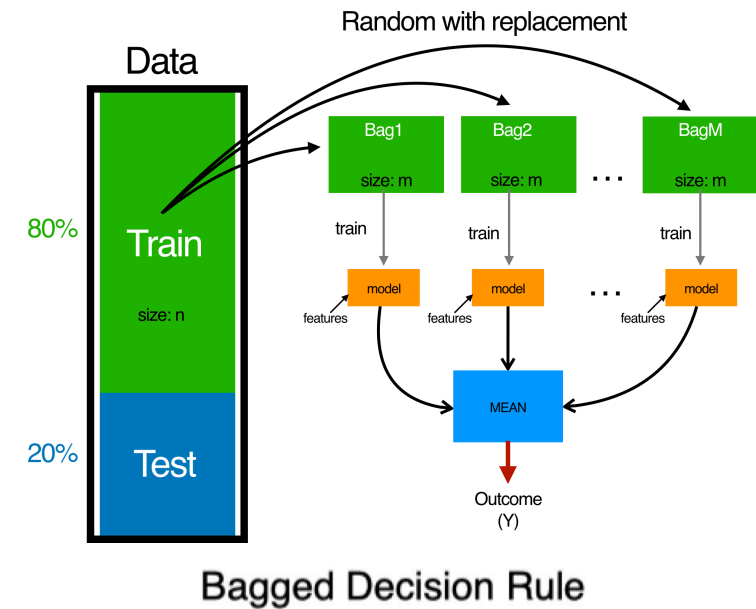 Random with replacement
Data
Bag1
Bag2
BagM
size: m
size: m
. . .
size: m
80%
Train
train
train
train
size: n
model
model
. . .
model
features
features
features
MEAN
20%
Test
Outcome
(Y)
Bagged Decision Rule